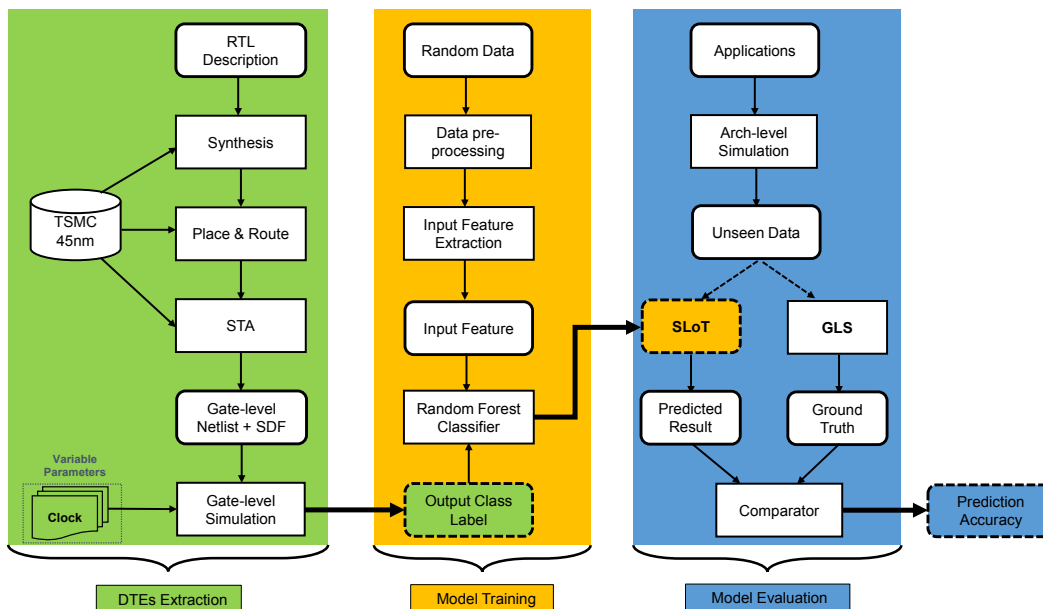 RTL
Description
Synthesis
TSMC
45nm
Place & Route
STA
Gate-level
Netlist + SDF
Variable
Parameters
Clock
Gate-level
Simulation
DTEs Extraction
Random Data
Data pre-
processing
Input Feature
Extraction
Input Feature
Random Forest
Classifier
Output Class
Label
Model Training
Applications
Arch-level
Simulation
Unseen Data
SLoT
GLS
Predicted
Result
Ground
Truth
Comparator
Prediction
Accuracy
Model Evaluation